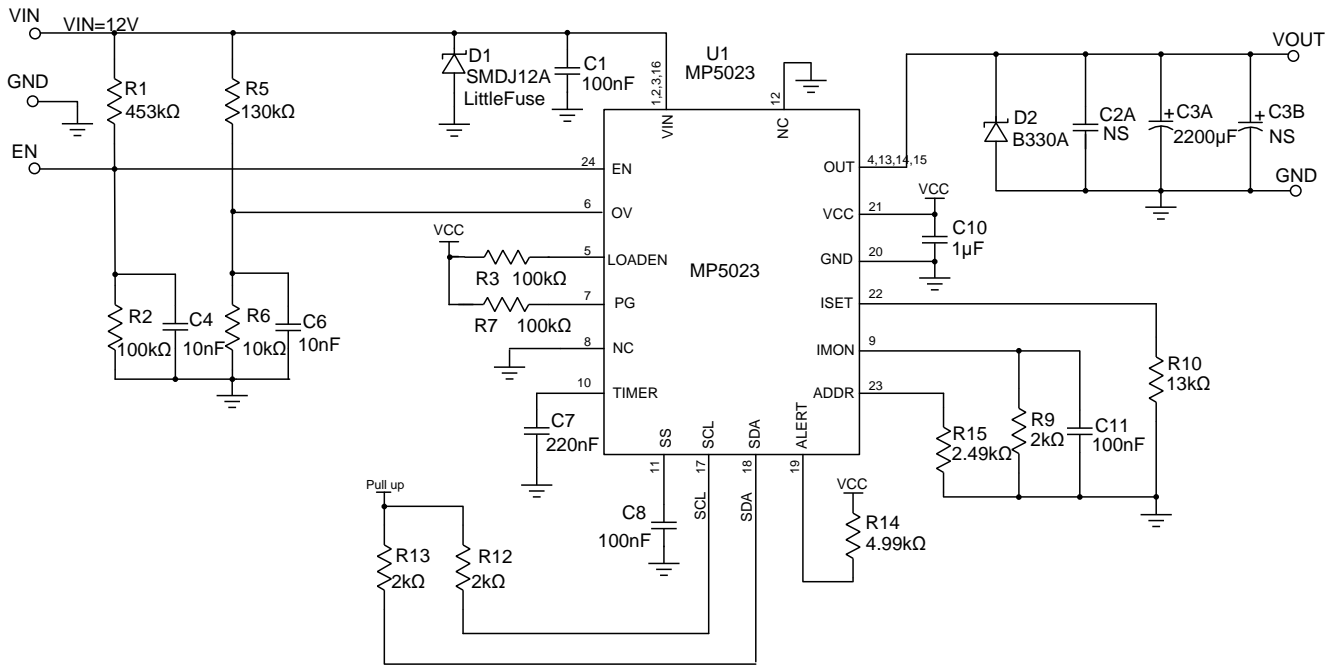 VIN
VIN=12V
GND
R1
453kΩ
R5
130kΩ
D1
SMDJ12A
LittleFuse
C1
100nF
U1
MP5023
1,2,3,16
VIN
12
NC
VOUT
D2
B330A
C2A
NS
C3A
2200µF
C3B
NS
GND
EN
24
EN
OUT
4,13,14,15
6
OV
VCC
21
VCC
C10
1µF
VCC
5
LOADEN
R3 100kΩ
MP5023
GND
20
7
PG
R7 100kΩ
ISET
22
R2
100kΩ
C4
10nF
R6
10kΩ
C6
10nF
8
NC
IMON
9
R10
13kΩ
10
TIMER
ADDR
23
C7
220nF
SS
11
SCL
17
SDA
18
ALERT
19
R15
2.49kΩ
R9
2kΩ
C11
100nF
Pull up
SCL
SDA
VCC
C8
100nF
R14
4.99kΩ
R13
2kΩ
R12
2kΩ